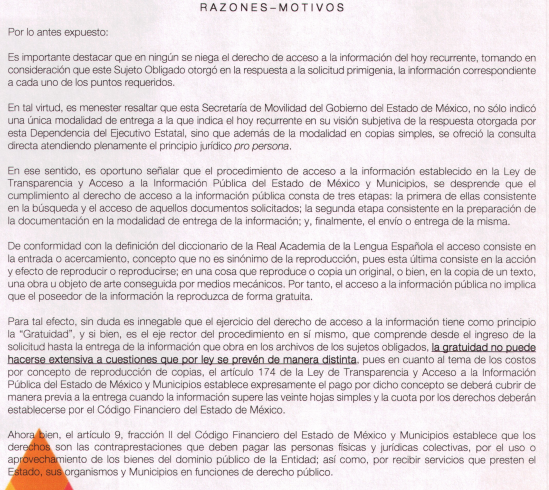 RAZONES–MOTIVOS
Por lo antes expuesto:
Es importante destacar que en ningún se niega el derecho de acceso a la información del hoy recurrente, tomando en
consideración que este Sujeto Obligado otorgó en la respuesta a la solicitud primigenia, la información correspondiente
a cada uno de los puntos requeridos.
En tal virtud, es menester resaltar que esta Secretaría de Movilidad del Gobierno del Estado de México, no sólo indicó
una única modalidad de entrega a la que indica el hoy recurrente en su visión subjetiva de la respuesta otorgada por
esta Dependencia del Ejecutivo Estatal, sino que además de la modalidad en copias simples, se ofreció la consulta
directa atendiendo plenamente el principio jurídico pro persona.
En ese sentido, es oportuno señalar que el procedimiento de acceso a la información establecido en la Ley de
Transparencia y Acceso a la Información Pública del Estado de México y Municipios, se desprende que el
cumplimiento al derecho de acceso a la información pública consta de tres etapas: la primera de ellas consistente
en la búsqueda y el acceso de aquellos documentos solicitados; la segunda etapa consistente en la preparación de
la documentación en la modalidad de entrega de la información; y, finalmente, el envío o entrega de la misma.
De conformidad con la definición del diccionario de la Real Academia de la Lengua Española el acceso consiste en
la entrada o acercamiento, concepto que no es sinónimo de la reproducción, pues esta última consiste en la acción
y efecto de reproducir o reproducirse; en una cosa que reproduce o copia un original, o bien, en la copia de un texto,
una obra u objeto de arte conseguida por medios mecánicos. Por tanto, el acceso a la información pública no implica
que el poseedor de la información la reproduzca de forma gratuita.
Para tal efecto, sin duda es innegable que el ejercicio del derecho de acceso a la información tiene como principio
la "Gratuidad", y si bien, es el eje rector del procedimiento en sí mismo, que comprende desde el ingreso de la
solicitud hasta la entrega de la información que obra en los archivos de los sujetos obligados, la gratuidad no puede
hacerse extensiva a cuestiones que por ley se prevén de manera distinta, pues en cuanto al tema de los costos
por concepto de reproducción de copias, el artículo 174 de la Ley de Transparencia y Acceso a la Información
Pública del Estado de México y Municipios establece expresamente el pago por dicho concepto se deberá cubrir de
manera previa a la entrega cuando la información supere las veinte hojas simples y la cuota por los derechos deberán
establecerse por el Código Financiero del Estado de México.
Ahora bien, el artículo 9, fracción II del Código Financiero del Estado de México y Municipios establece que los
derechos son las contraprestaciones que deben pagar las personas físicas y jurídicas colectivas, por el uso o
aprovechamiento de los bienes del dominio público de la Entidad; así como, por recibir servicios que presten el
Estado, sus organismos y Municipios en funciones de derecho público.